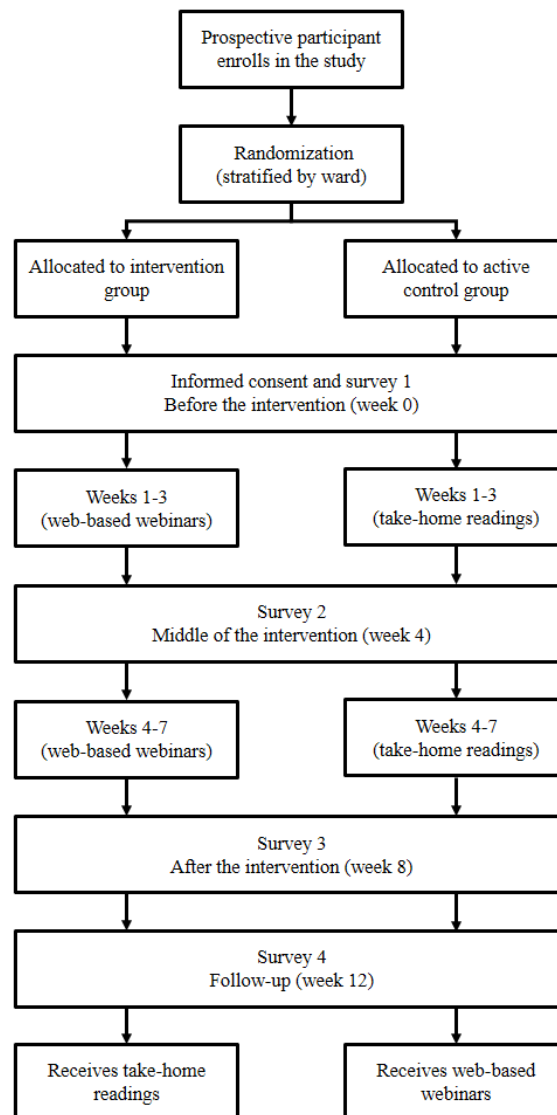 Prospective participant
enrolls in the study
Randomization
(stratified by ward)
Allocated to intervention
group
Allocated to active
control group
Informed consent and survey 1
Before the intervention (week 0)
Weeks 1-3
(web-based webinars)
Weeks 1-3
(take-home readings)
Survey 2
Middle of the intervention (week 4)
Weeks 4-7
(web-based webinars)
Weeks 4-7
(take-home readings)
Survey 3
After the intervention (week 8)
Survey 4
Follow-up (week 12)
Receives take-home
readings
Receives web-based
webinars